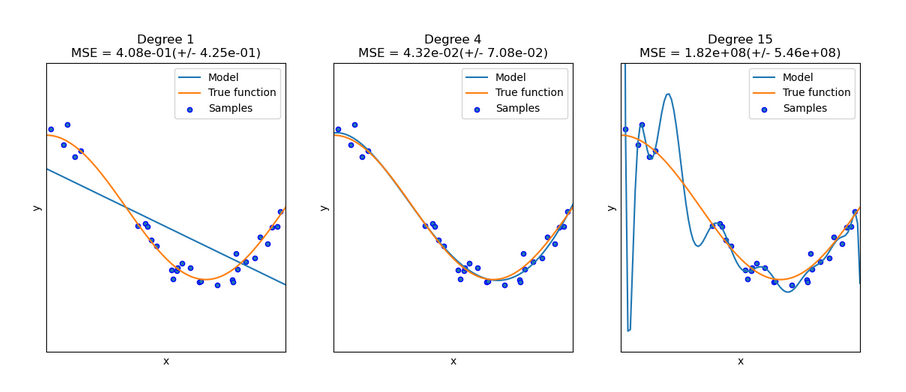 Degree 1
MSE = 4.08e-01(+/- 4.25e-01)
Model
True function
Samples
y
x
Degree 4
MSE = 4.32e-02(+/- 7.08e-02)
Model
True function
Samples
y
x
Degree 15
MSE = 1.82e+08(+/- 5.46e+08)
Model
True function
Samples
y
x